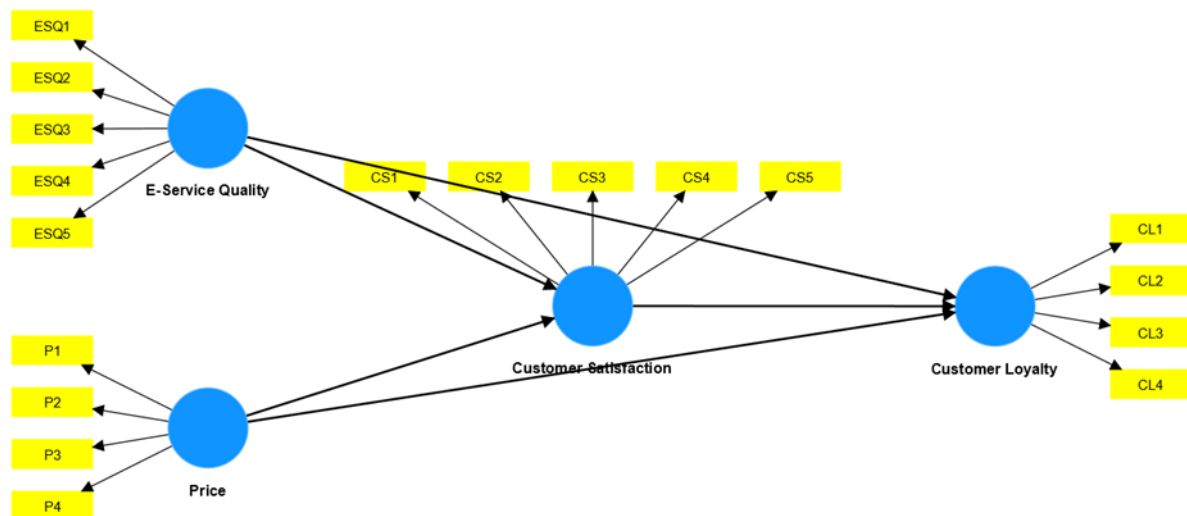 ESQ1
ESQ2
ESQ3
ESQ4
ESQ5
E-Service Quality
CS1
CS2
CS3
CS4
CS5
Customer Satisfaction
CL1
CL2
CL3
CL4
Customer Loyalty
P1
P2
P3
P4
Price